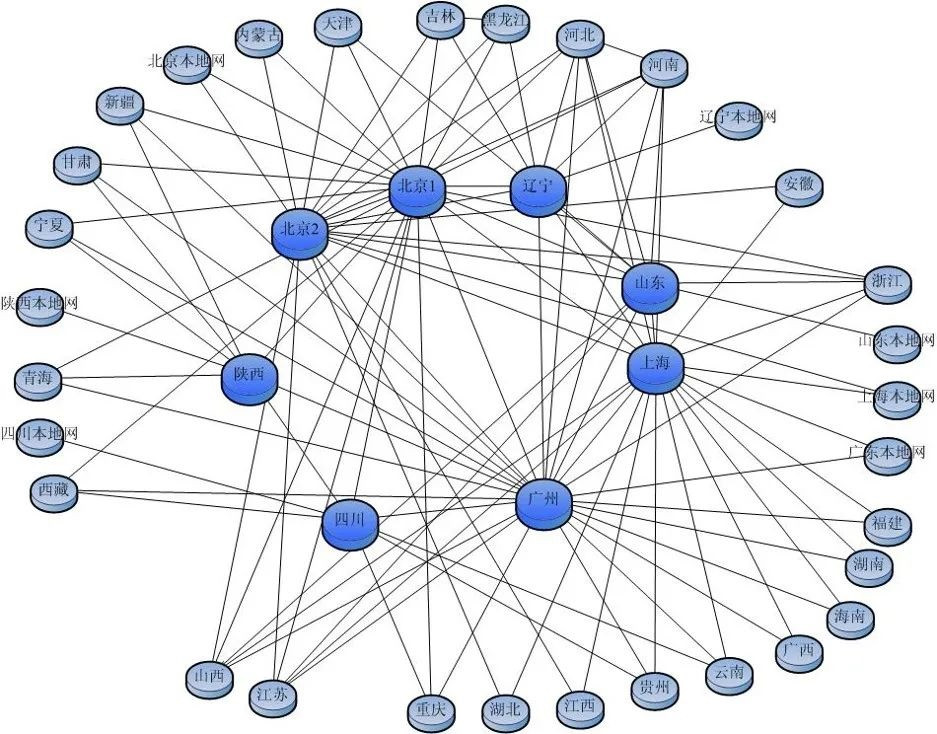 吉林
黑龙江
天津
内蒙古
河北
北京本地网
河南
新疆
辽宁本地网
甘肃
北京1
辽宁
安徽
宁夏
北京2
山东
浙江
陕西本地网
山东本地网
上海
陕西
青海
上海本地网
四川本地网
广东本地网
西藏
广州
四川
福建
湖南
海南
广西
山西
云南
贵州
江苏
重庆
湖北
江西